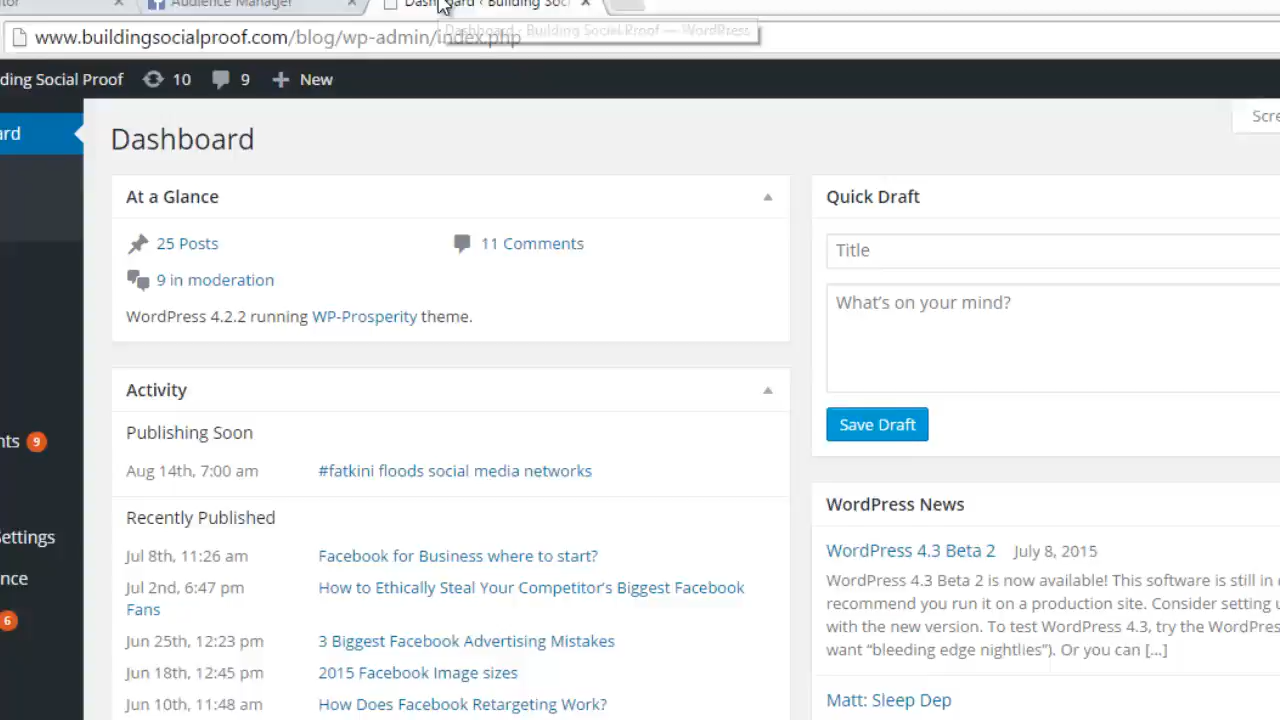 tor
Audience Manager
Dashboard ‹ Building Soci
www.buildingsocialproof.com/blog/wp-admin/index.php
Dashboard ‹ Building Social Proof — WordPress
ding Social Proof 10 9 New
ard
Scre
Dashboard
At a Glance
25 Posts 11 Comments
9 in moderation
WordPress 4.2.2 running WP-Prosperity theme.
Quick Draft
Title
What's on your mind?
Save Draft
Activity
Publishing Soon
Aug 14th, 7:00 am #fatkini floods social media networks
Recently Published
Jul 8th, 11:26 am Facebook for Business where to start?
Jul 2nd, 6:47 pm How to Ethically Steal Your Competitor's Biggest Facebook
Fans
Jun 25th, 12:23 pm 3 Biggest Facebook Advertising Mistakes
Jun 18th, 12:45 pm 2015 Facebook Image sizes
Jun 10th, 11:48 am How Does Facebook Retargeting Work?
nts 9
Settings
nce
6
WordPress News
WordPress 4.3 Beta 2 July 8, 2015
WordPress 4.3 Beta 2 is now available! This software is still in
recommend you run it on a production site. Consider setting
with the new version. To test WordPress 4.3, try the WordPres
want “bleeding edge nightlies”). Or you can [...]
Matt: Sleep Dep